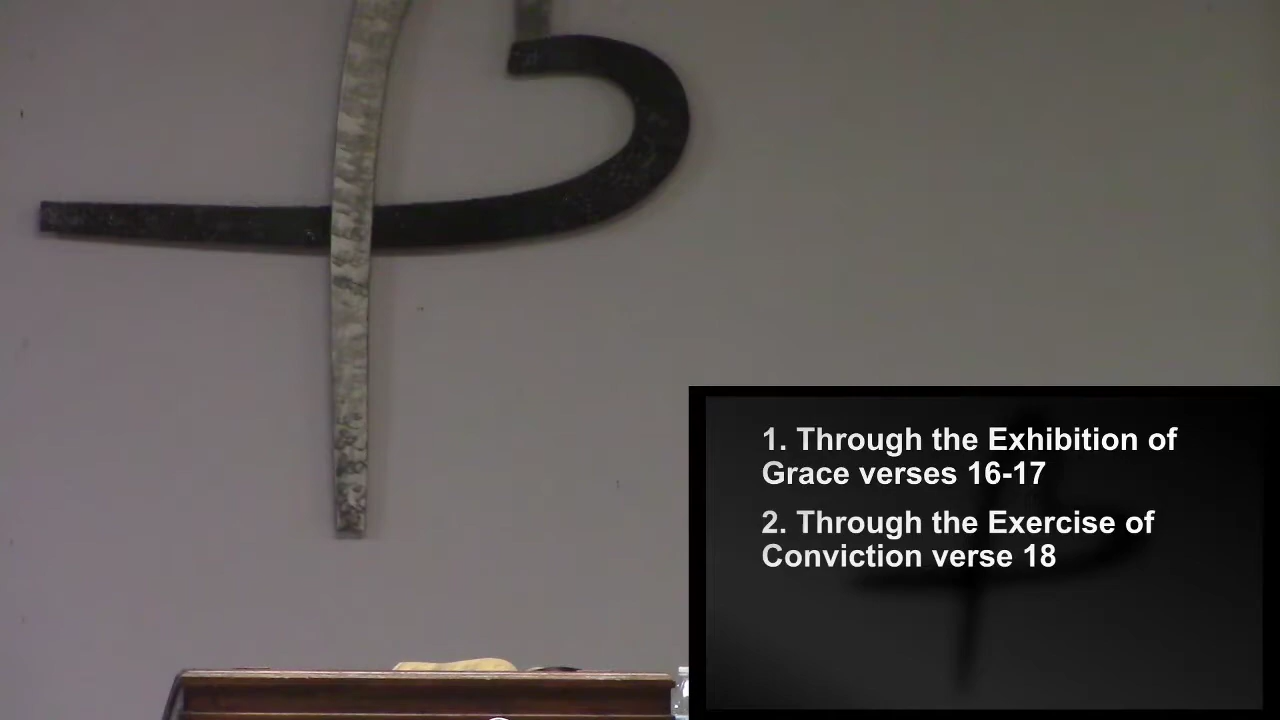 1. Through the Exhibition of
Grace verses 16-17
2. Through the Exercise of
Conviction verse 18